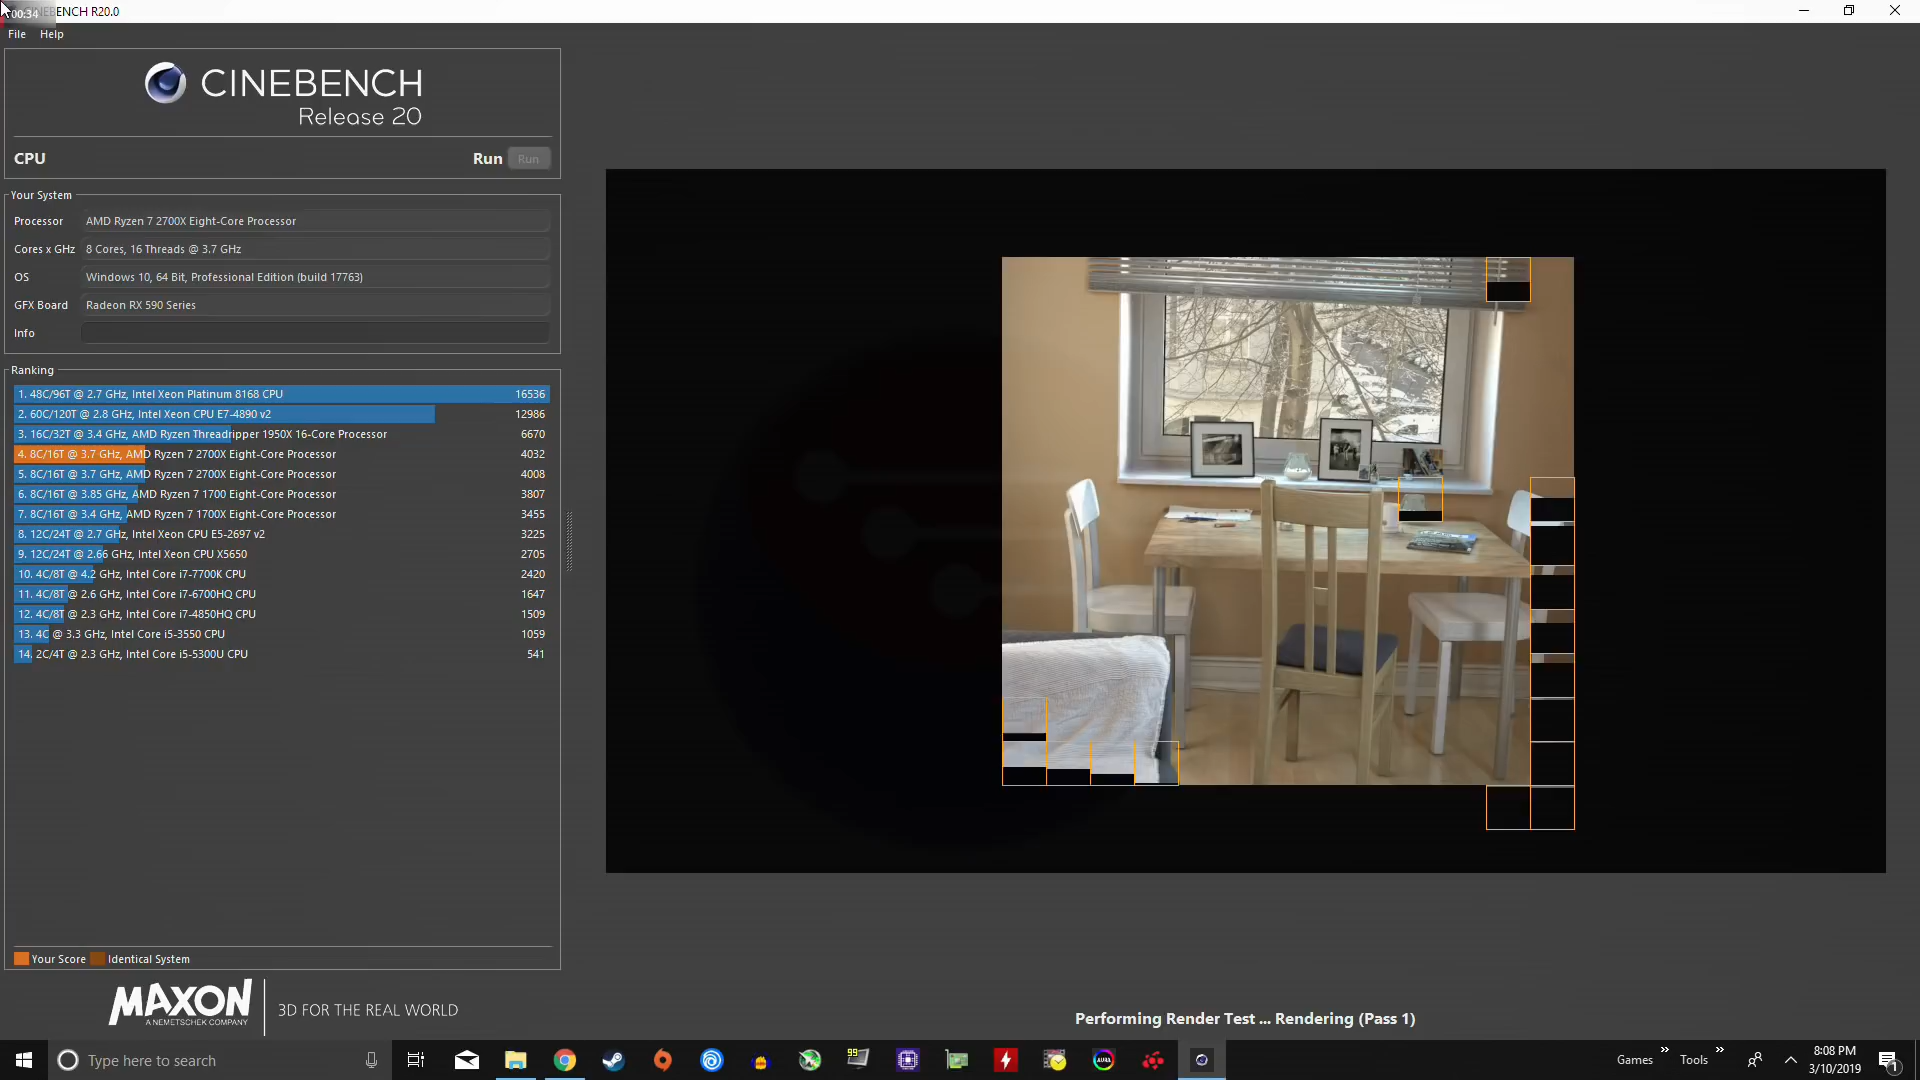 00:34
CINEBENCH R20.0
File Help
CINEBENCH
Release 20
CPU Run Run
Your System
Processor AMD Ryzen 7 2700X Eight-Core Processor
Cores x GHz 8 Cores, 16 Threads @ 3.7 GHz
OS Windows 10, 64 Bit, Professional Edition (build 17763)
GFX Board Radeon RX 590 Series
Info
Ranking
1. 48C/96T @ 2.7 GHz, Intel Xeon Platinum 8168 CPU 16536
2. 60C/120T @ 2.8 GHz, Intel Xeon CPU E7-4890 v2 12986
3. 16C/32T @ 3.4 GHz, AMD Ryzen Threadripper 1950X 16-Core Processor 6670
4. 8C/16T @ 3.7 GHz, AMD Ryzen 7 2700X Eight-Core Processor 4032
5. 8C/16T @ 3.7 GHz, AMD Ryzen 7 2700X Eight-Core Processor 4008
6. 8C/16T @ 3.85 GHz, AMD Ryzen 7 1700 Eight-Core Processor 3807
7. 8C/16T @ 3.4 GHz, AMD Ryzen 7 1700X Eight-Core Processor 3455
8. 12C/24T @ 2.7 GHz, Intel Xeon CPU E5-2697 v2 3225
9. 12C/24T @ 2.66 GHz, Intel Xeon CPU X5650 2705
10. 4C/8T @ 4.2 GHz, Intel Core i7-7700K CPU 2420
11. 4C/8T @ 2.6 GHz, Intel Core i7-6700HQ CPU 1647
12. 4C/8T @ 2.3 GHz, Intel Core i7-4850HQ CPU 1509
13. 4C @ 3.3 GHz, Intel Core i5-3550 CPU 1059
14. 2C/4T @ 2.3 GHz, Intel Core i5-5300U CPU 541
Your Score Identical System
MAXON
A NEMETSCHEK COMPANY
3D FOR THE REAL WORLD
Performing Render Test ... Rendering (Pass 1)
Type here to search
99
AURA
Games »
Tools »
8:08 PM
3/10/2019
1